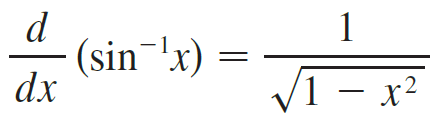 d/dx (sin⁻¹x) = 1/√(1 − x²)